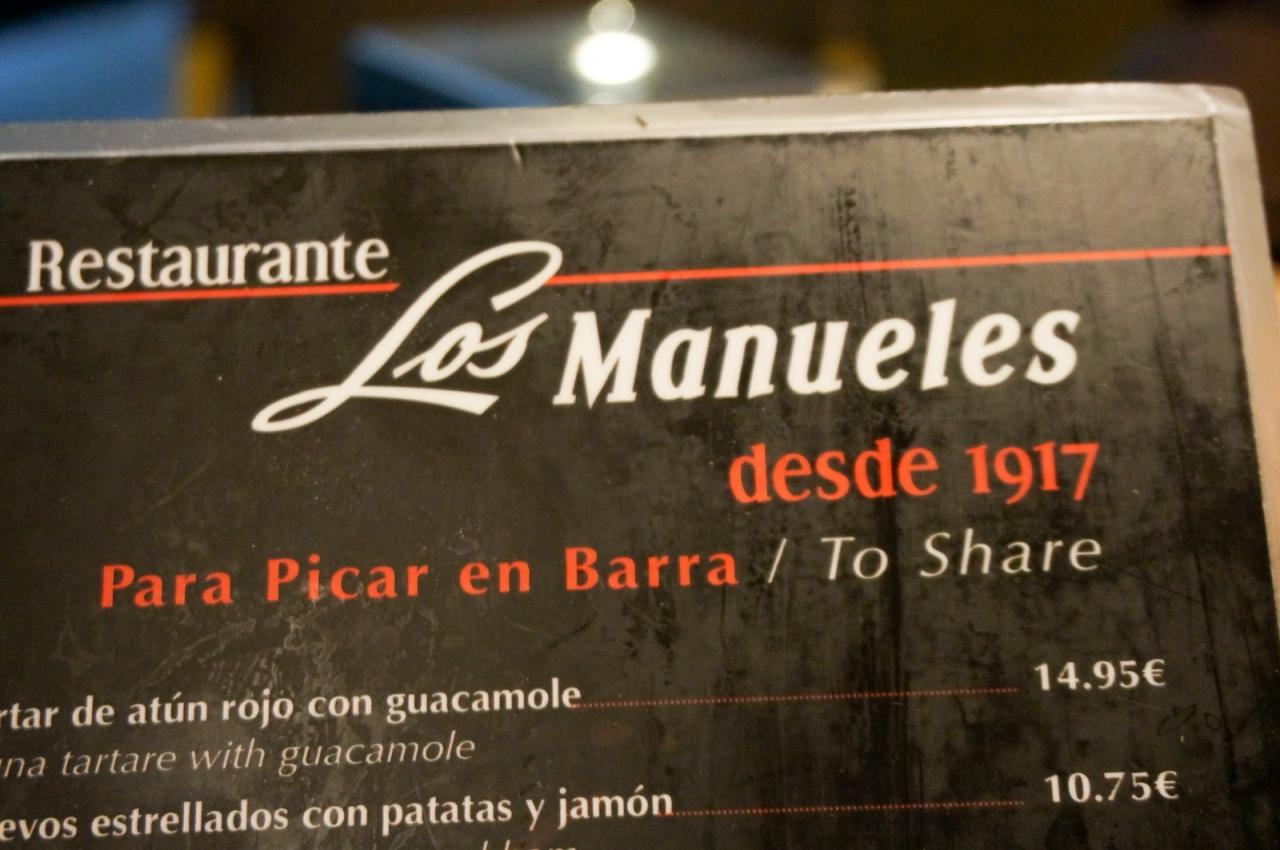 Restaurante
Los Manueles
desde 1917
Para Picar en Barra / To Share
rtar de atún rojo con guacamole 14.95€
una tartare with guacamole
evos estrellados con patatas y jamón 10.75€